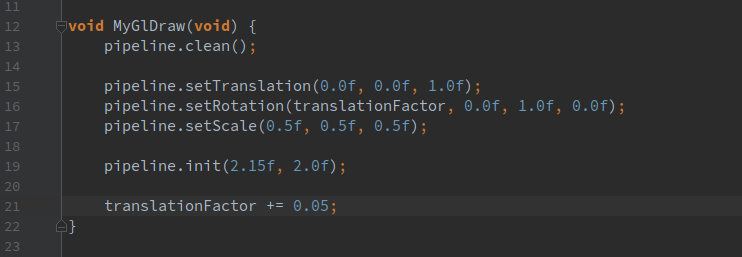 11
12 void MyGlDraw(void) {
13 pipeline.clean();
14
15 pipeline.setTranslation(0.0f, 0.0f, 1.0f);
16 pipeline.setRotation(translationFactor, 0.0f, 1.0f, 0.0f);
17 pipeline.setScale(0.5f, 0.5f, 0.5f);
18
19 pipeline.init(2.15f, 2.0f);
20
21 translationFactor += 0.05;
22 }
23